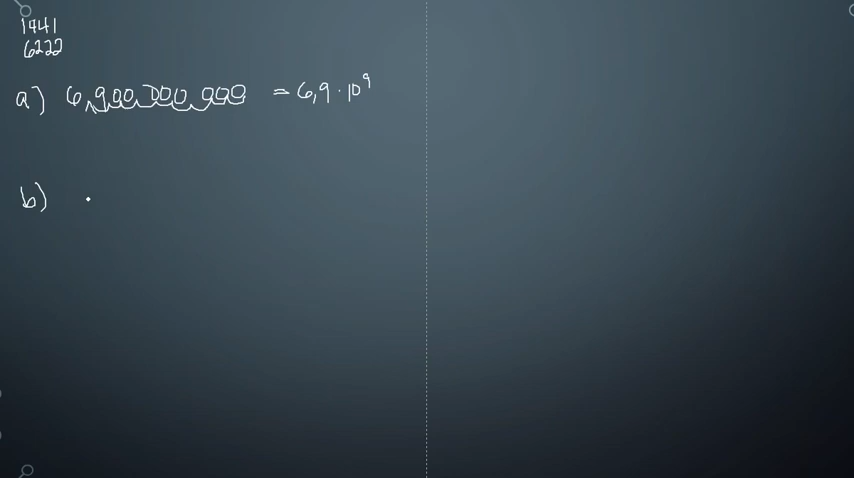 1441
6222
a) 6,900,000,000 = 6,9 · 10⁹
b) .